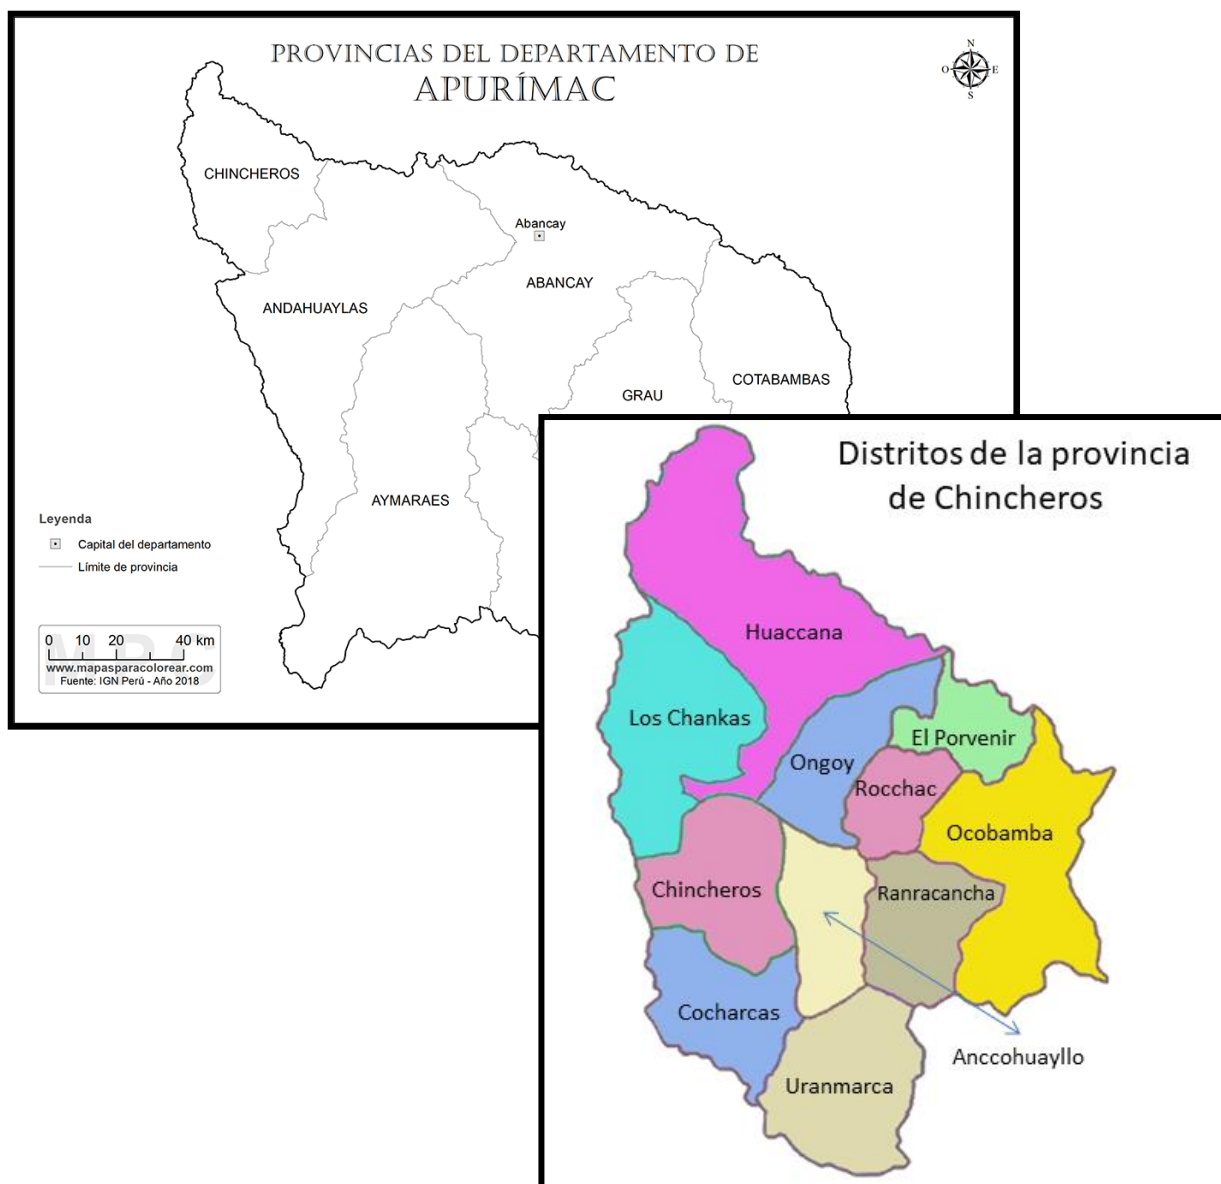 PROVINCIAS DEL DEPARTAMENTO DE
APURÍMAC
N
O
E
S
CHINCHEROS
Abancay
ABANCAY
ANDAHUAYLAS
COTABAMBAS
GRAU
AYMARAES
Leyenda
Capital del departamento
Límite de provincia
0 10 20 40 km
MPC
www.mapasparacolorear.com
Fuente: IGN Perú - Año 2018
Distritos de la provincia
de Chincheros
Huaccana
Los Chankas
El Porvenir
Ongoy
Rocchac
Ocobamba
Chincheros
Ranracancha
Cocharcas
Anccohuayllo
Uranmarca